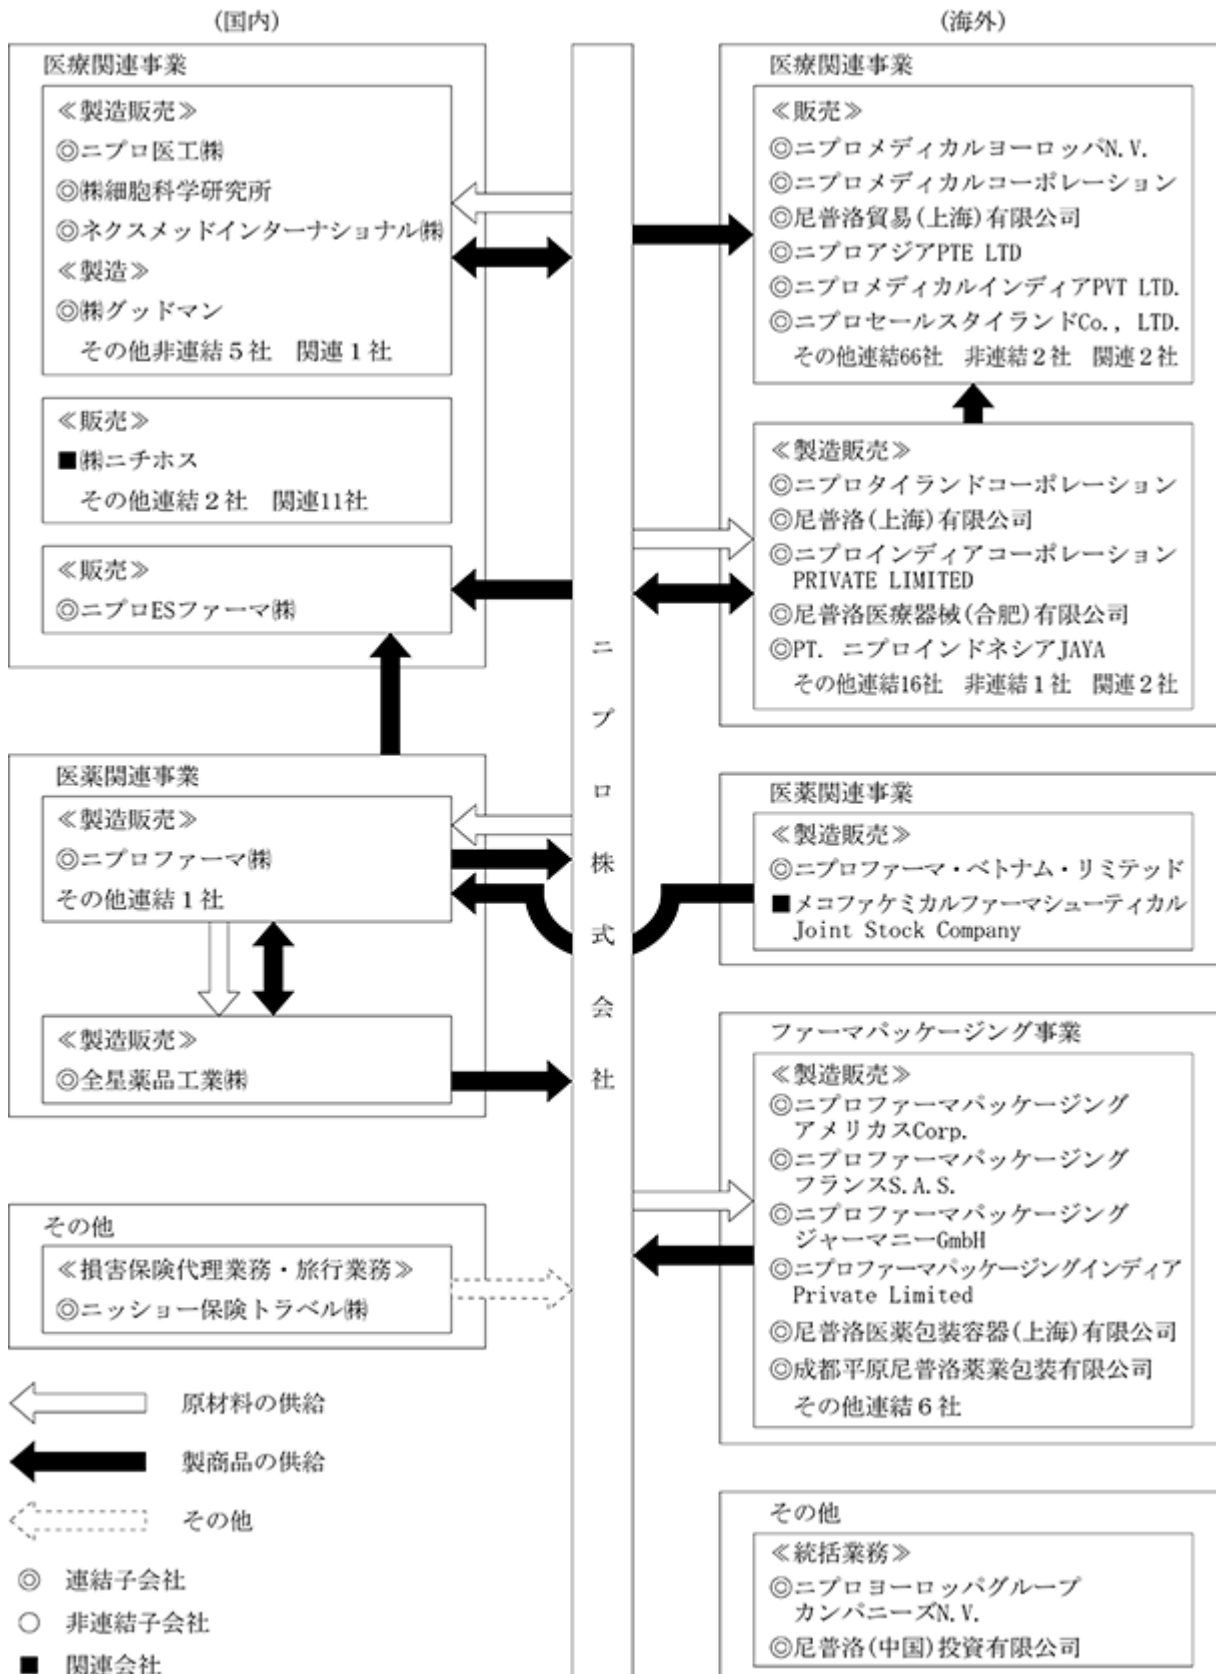 (国内)
医療関連事業
≪製造販売≫
◎ニプロ医工㈱
◎㈱細胞科学研究所
◎ネクスメッドインターナショナル㈱
≪製造≫
◎㈱グッドマン
その他非連結5社　関連1社
≪販売≫
■㈱ニチホス
その他連結2社　関連11社
≪販売≫
◎ニプロESファーマ㈱
医薬関連事業
≪製造販売≫
◎ニプロファーマ㈱
その他連結1社
≪製造販売≫
◎全星薬品工業㈱
その他
≪損害保険代理業務・旅行業務≫
◎ニッショー保険トラベル㈱
原材料の供給
製商品の供給
その他
◎　連結子会社
○　非連結子会社
■　関連会社
ニプロ株式会社
(海外)
医療関連事業
≪販売≫
◎ニプロメディカルヨーロッパN.V.
◎ニプロメディカルコーポレーション
◎尼普洛貿易(上海)有限公司
◎ニプロアジアPTE LTD
◎ニプロメディカルインディアPVT LTD.
◎ニプロセールスタイランドCo., LTD.
その他連結66社　非連結2社　関連2社
≪製造販売≫
◎ニプロタイランドコーポレーション
◎尼普洛(上海)有限公司
◎ニプロインディアコーポレーション
PRIVATE LIMITED
◎尼普洛医療器械(合肥)有限公司
◎PT. ニプロインドネシアJAYA
その他連結16社　非連結1社　関連2社
医薬関連事業
≪製造販売≫
◎ニプロファーマ・ベトナム・リミテッド
■メコファケミカルファーマシューティカル
Joint Stock Company
ファーマパッケージング事業
≪製造販売≫
◎ニプロファーマパッケージング
アメリカスCorp.
◎ニプロファーマパッケージング
フランスS.A.S.
◎ニプロファーマパッケージング
ジャーマニーGmbH
◎ニプロファーマパッケージングインディア
Private Limited
◎尼普洛医薬包装容器(上海)有限公司
◎成都平原尼普洛薬業包装有限公司
その他連結6社
その他
≪統括業務≫
◎ニプロヨーロッパグループ
カンパニーズN.V.
◎尼普洛(中国)投資有限公司